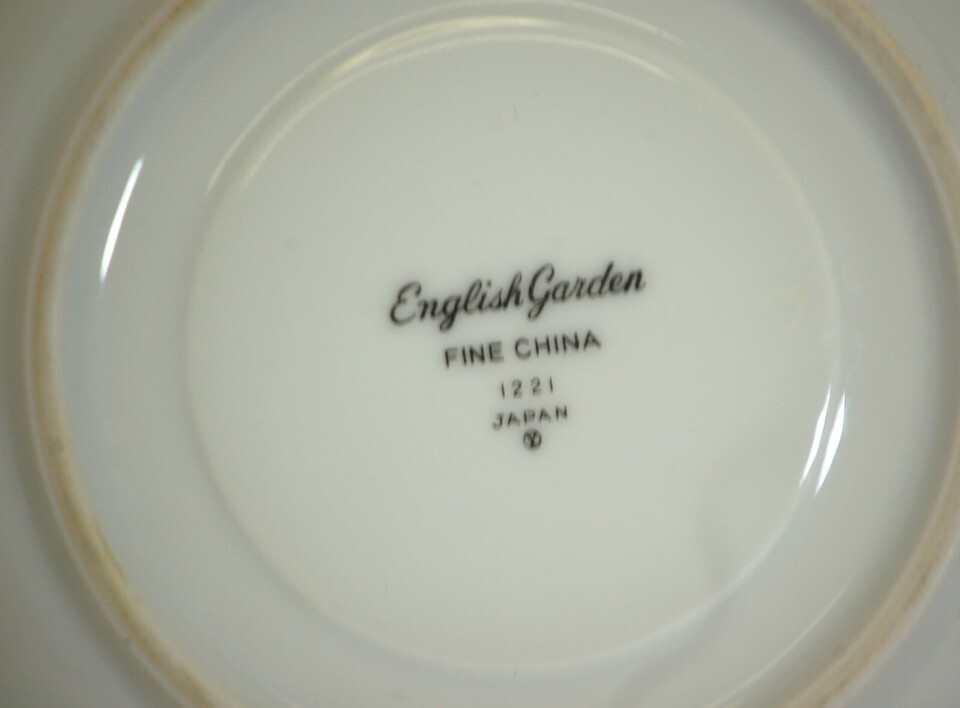 English Garden
FINE CHINA
1221
JAPAN
Y